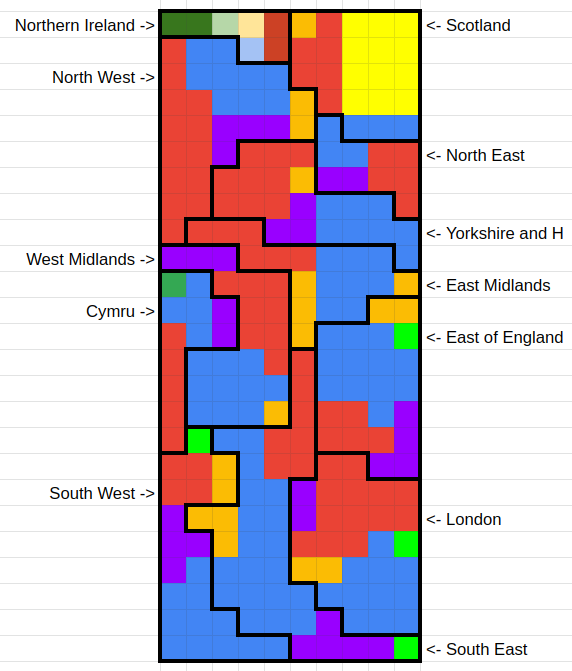 Northern Ireland ->
<- Scotland
North West ->
<- North East
<- Yorkshire and H
West Midlands ->
<- East Midlands
Cymru ->
<- East of England
South West ->
<- London
<- South East